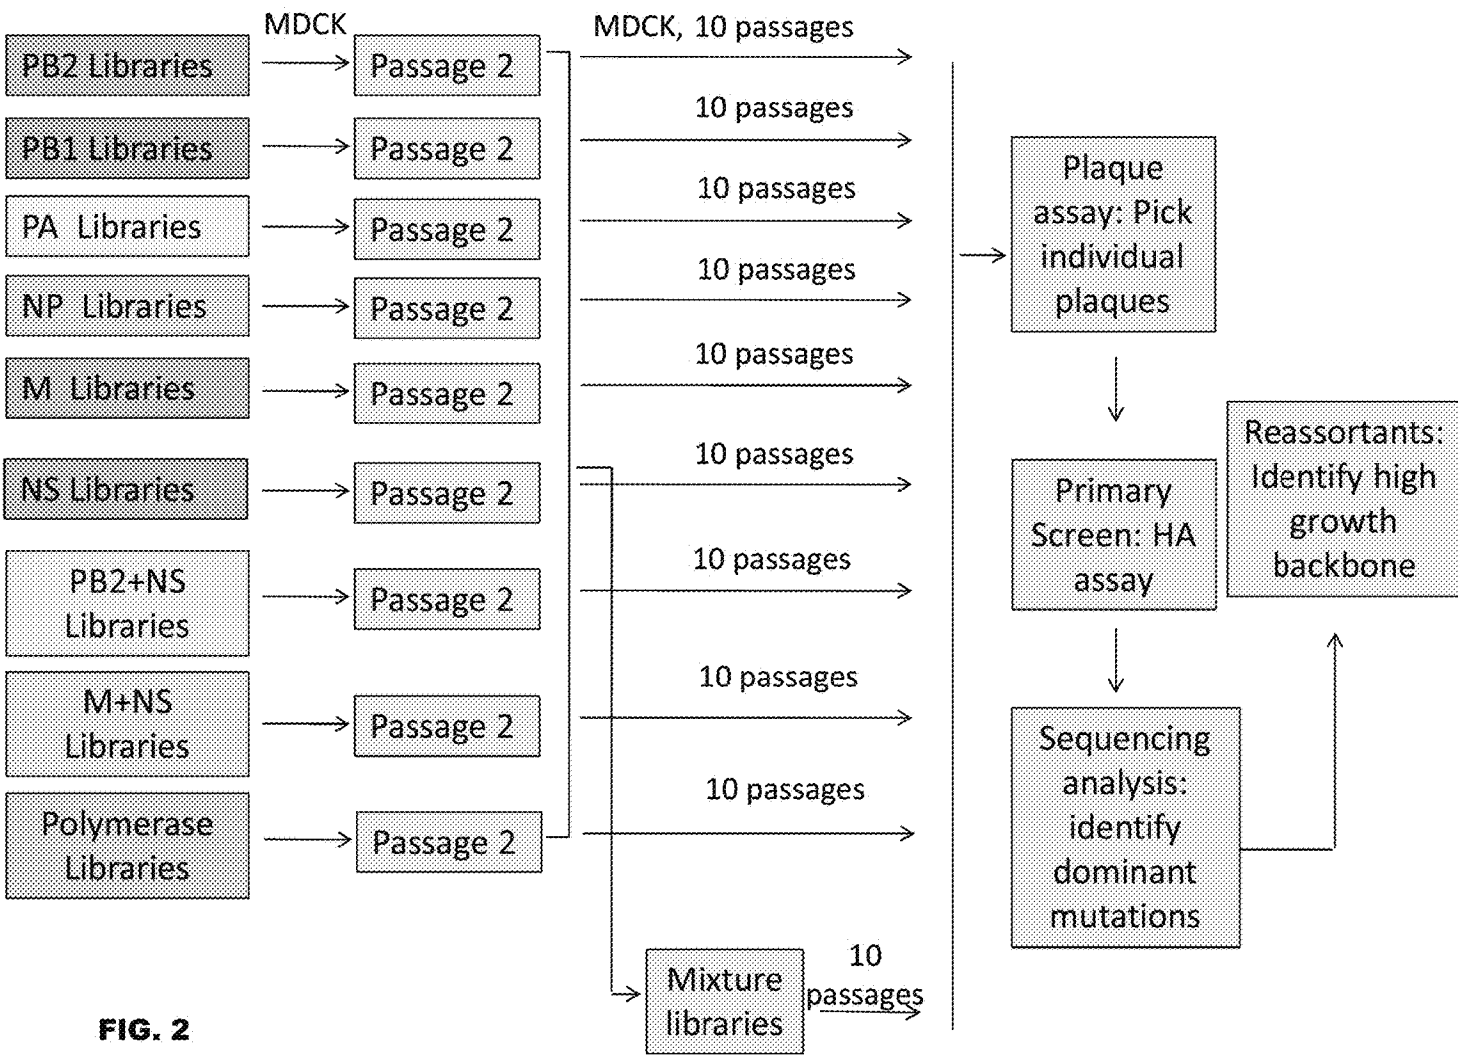 MDCK
MDCK, 10 passages
PB2 Libraries
Passage 2
10 passages
PB1 Libraries
Passage 2
10 passages
PA Libraries
Passage 2
10 passages
NP Libraries
Passage 2
10 passages
M Libraries
Passage 2
10 passages
NS Libraries
Passage 2
10 passages
PB2+NS
Libraries
Passage 2
10 passages
M+NS
Libraries
Passage 2
10 passages
Polymerase
Libraries
Passage 2
Mixture
libraries
10
passages
Plaque
assay: Pick
individual
plaques
Primary
Screen: HA
assay
Sequencing
analysis:
identify
dominant
mutations
Reassortants:
Identify high
growth
backbone
FIG. 2